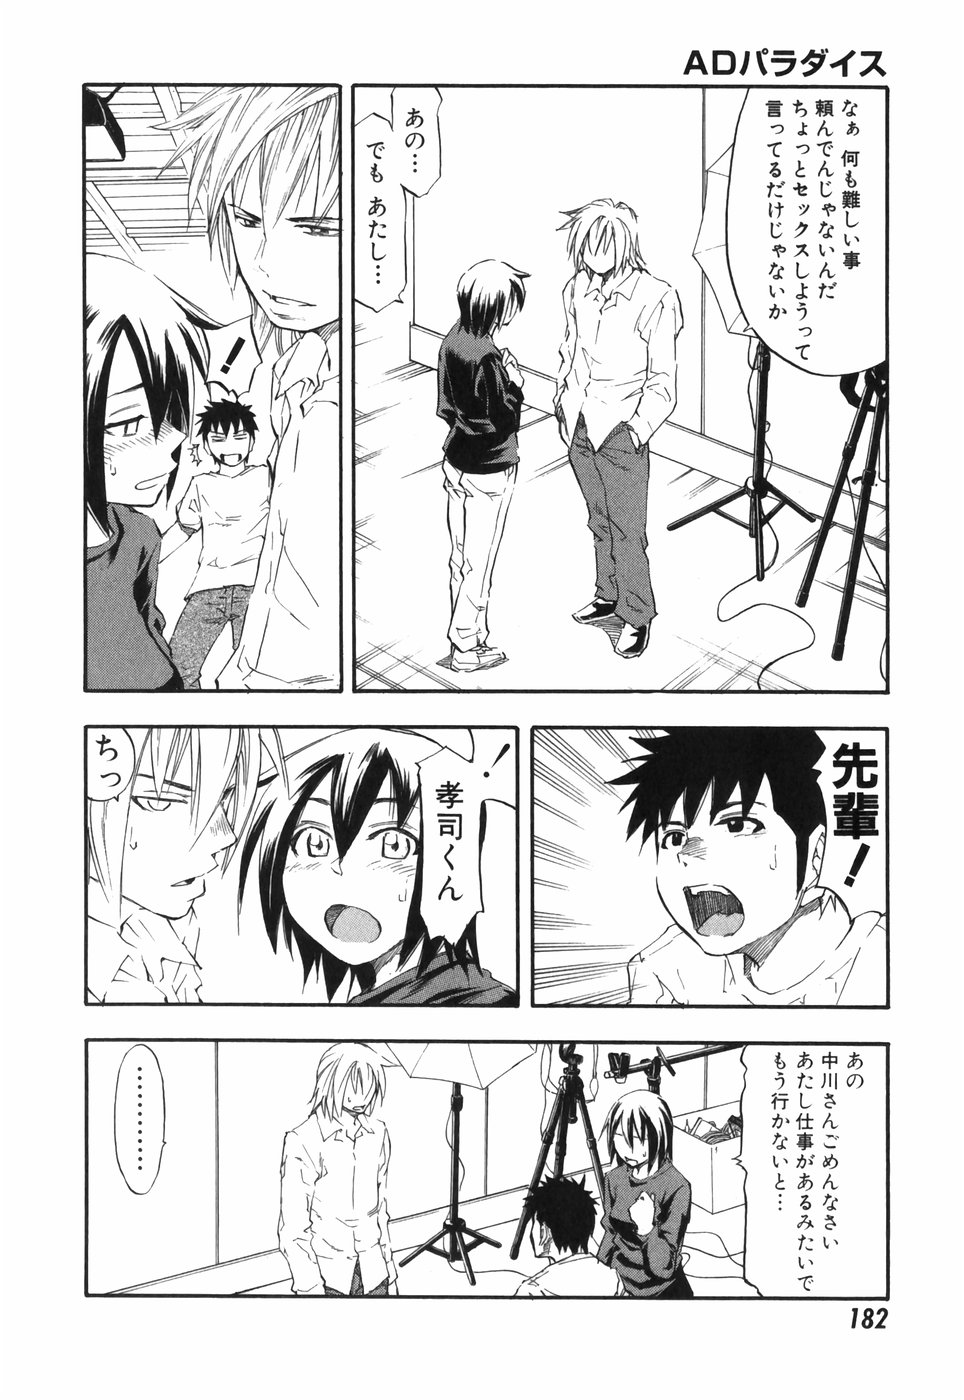 ADパラダイス
なぁ 何も難しい事
頼んでんじゃないんだ
ちょっとセックスしようって
言ってるだけじゃないか
あの…
でも あたし…
!
先輩!
!
孝司くん
ちっ
あの
中川さんごめんなさい
あたし仕事があるみたいで
もう行かないと…
…………
182